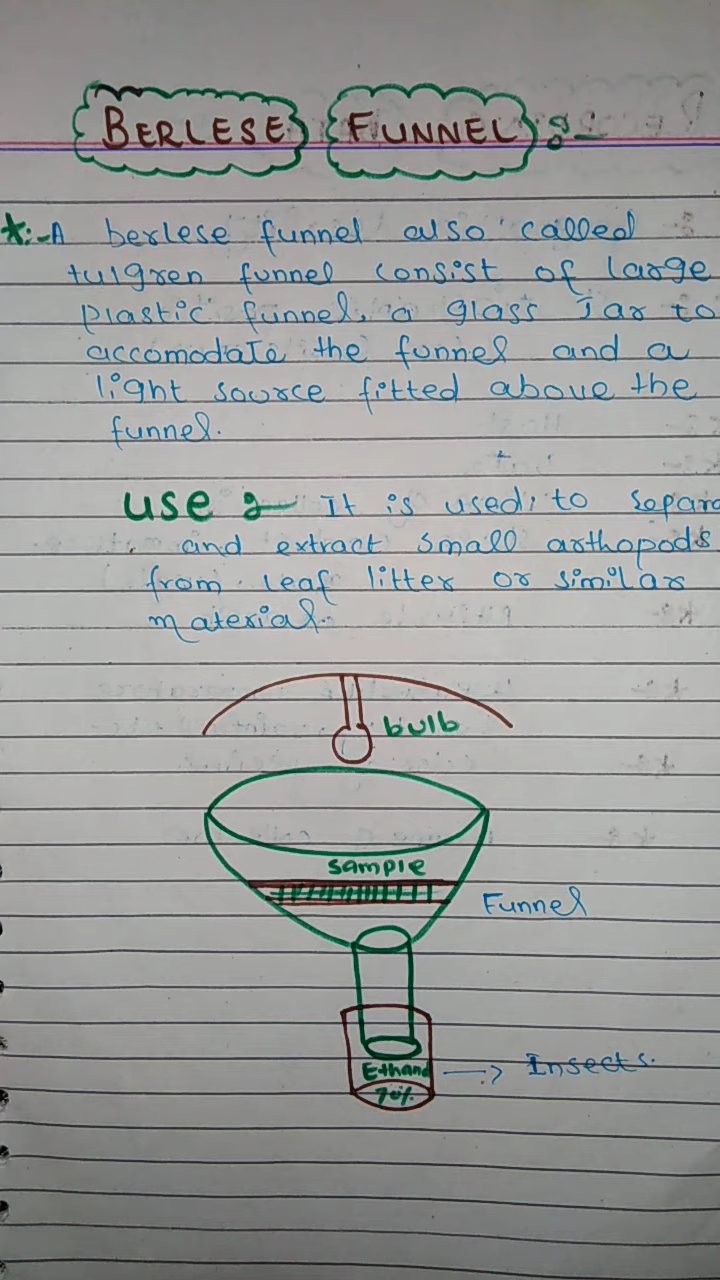 BERLESE FUNNEL :-
*:- A berlese funnel also called
tulgren funnel consist of large
plastic funnel, a glass Jar to
accomodate the funnel and a
light source fitted above the
funnel.
use :- It is used to separa
and extract small arthopods
from leaf litter or similar
material.
bulb
sample
Funnel
Ethanol
70%
--> Insects.